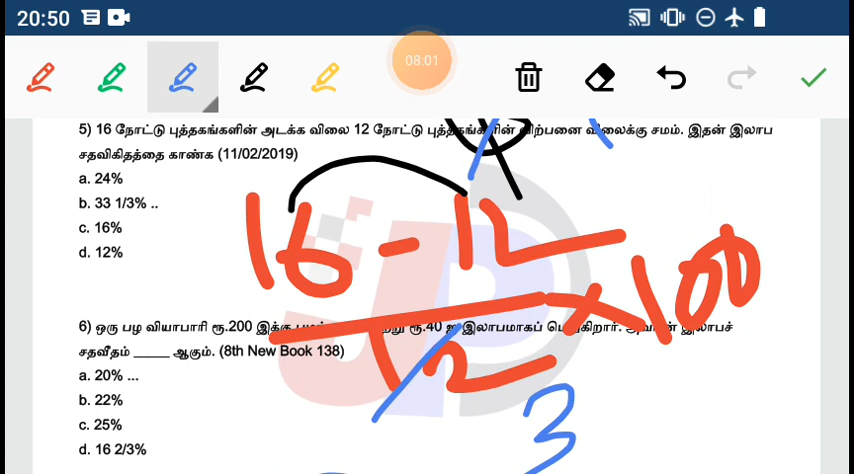 20:50
08:01
5) 16 நோட்டு புத்தகங்களின் அடக்க விலை 12 நோட்டு புத்தகங்களின் விற்பனை விலைக்கு சமம். இதன் இலாப
சதவிகிதத்தை காண்க (11/02/2019)
a. 24%
b. 33 1/3% ..
c. 16%
d. 12%
16 - 12
12
× 100
3
6) ஒரு பழ வியாபாரி ரூ.200 இக்கு ரூ.40 ஐ இலாபமாகப் பெறுகிறார். அவரின் இலாபச்
சதவீதம் _____ ஆகும். (8th New Book 138)
a. 20% ...
b. 22%
c. 25%
d. 16 2/3%